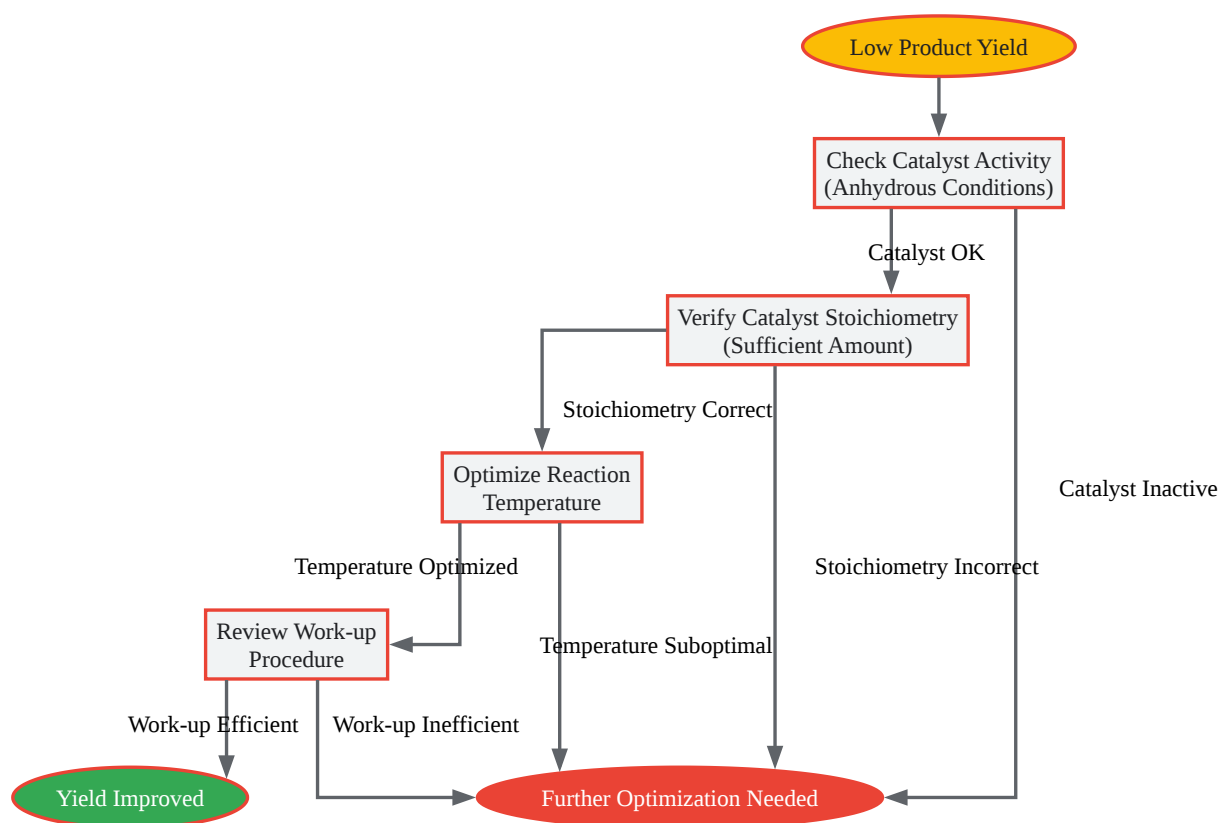 Low Product Yield
Check Catalyst Activity
(Anhydrous Conditions)
Catalyst OK
Verify Catalyst Stoichiometry
(Sufficient Amount)
Stoichiometry Correct
Optimize Reaction
Temperature
Catalyst Inactive
Temperature Optimized
Stoichiometry Incorrect
Review Work-up
Procedure
Temperature Suboptimal
Work-up Efficient
Work-up Inefficient
Yield Improved
Further Optimization Needed